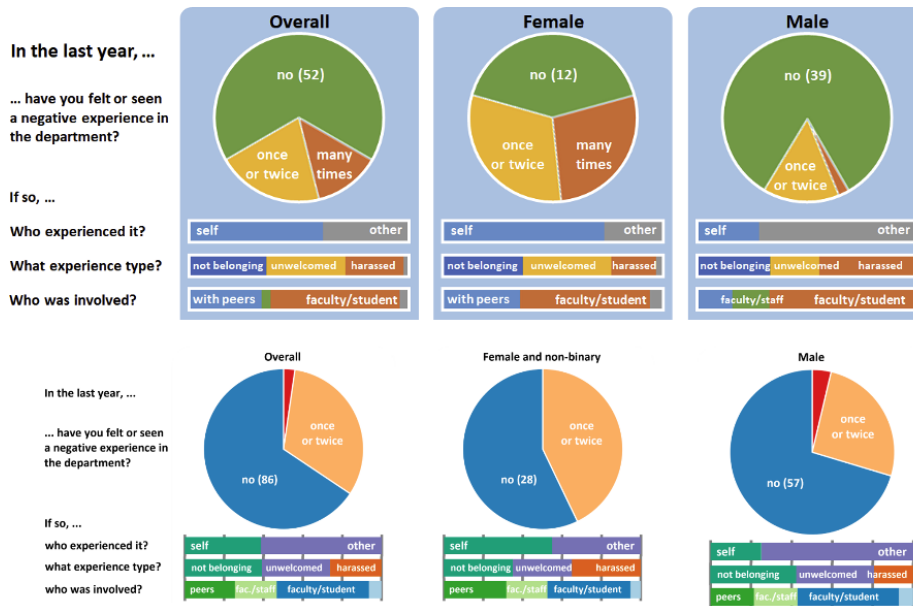 Overall
Female
Male
In the last year, ...
... have you felt or seen
a negative experience in
the department?
no (52)
once
or twice
many
times
no (12)
once
or twice
many
times
no (39)
once
or twice
If so, ...
Who experienced it?
self
other
self
other
self
other
What experience type?
not belonging
unwelcomed
harassed
not belonging
unwelcomed
harassed
not belonging
unwelcomed
harassed
Who was involved?
with peers
faculty/student
with peers
faculty/student
faculty/staff
faculty/student
Overall
Female and non-binary
Male
In the last year, ...
... have you felt or seen
a negative experience in
the department?
once
or twice
no (86)
once
or twice
no (28)
once
or twice
no (57)
If so, ...
who experienced it?
self
other
self
other
self
other
what experience type?
not belonging
unwelcomed
harassed
not belonging
unwelcomed
harassed
not belonging
unwelcomed
harassed
who was involved?
peers
fac./staff
faculty/student
peers
fac./staff
faculty/student
peers
fac./staff
faculty/student